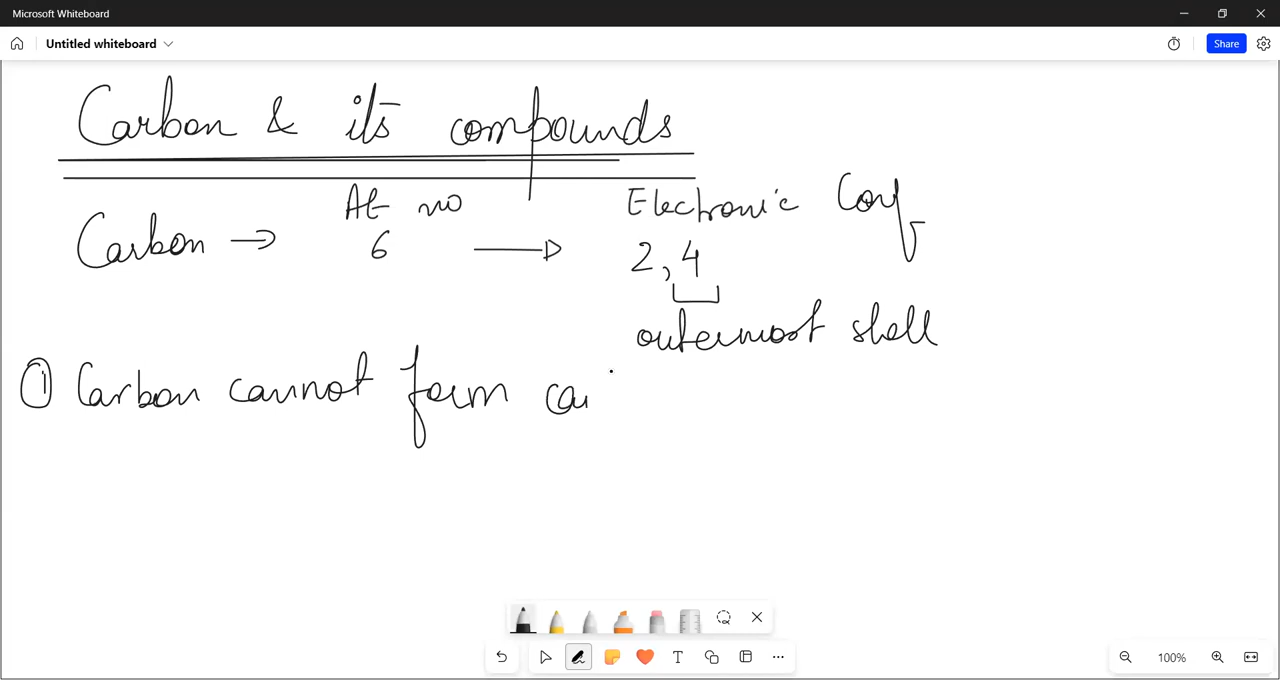 Microsoft Whiteboard
Untitled whiteboard
Share
Carbon & its compounds
At no
Electronic Conf
Carbon → 6 → 2, 4
outermost shell
① Carbon cannot form cai
100%